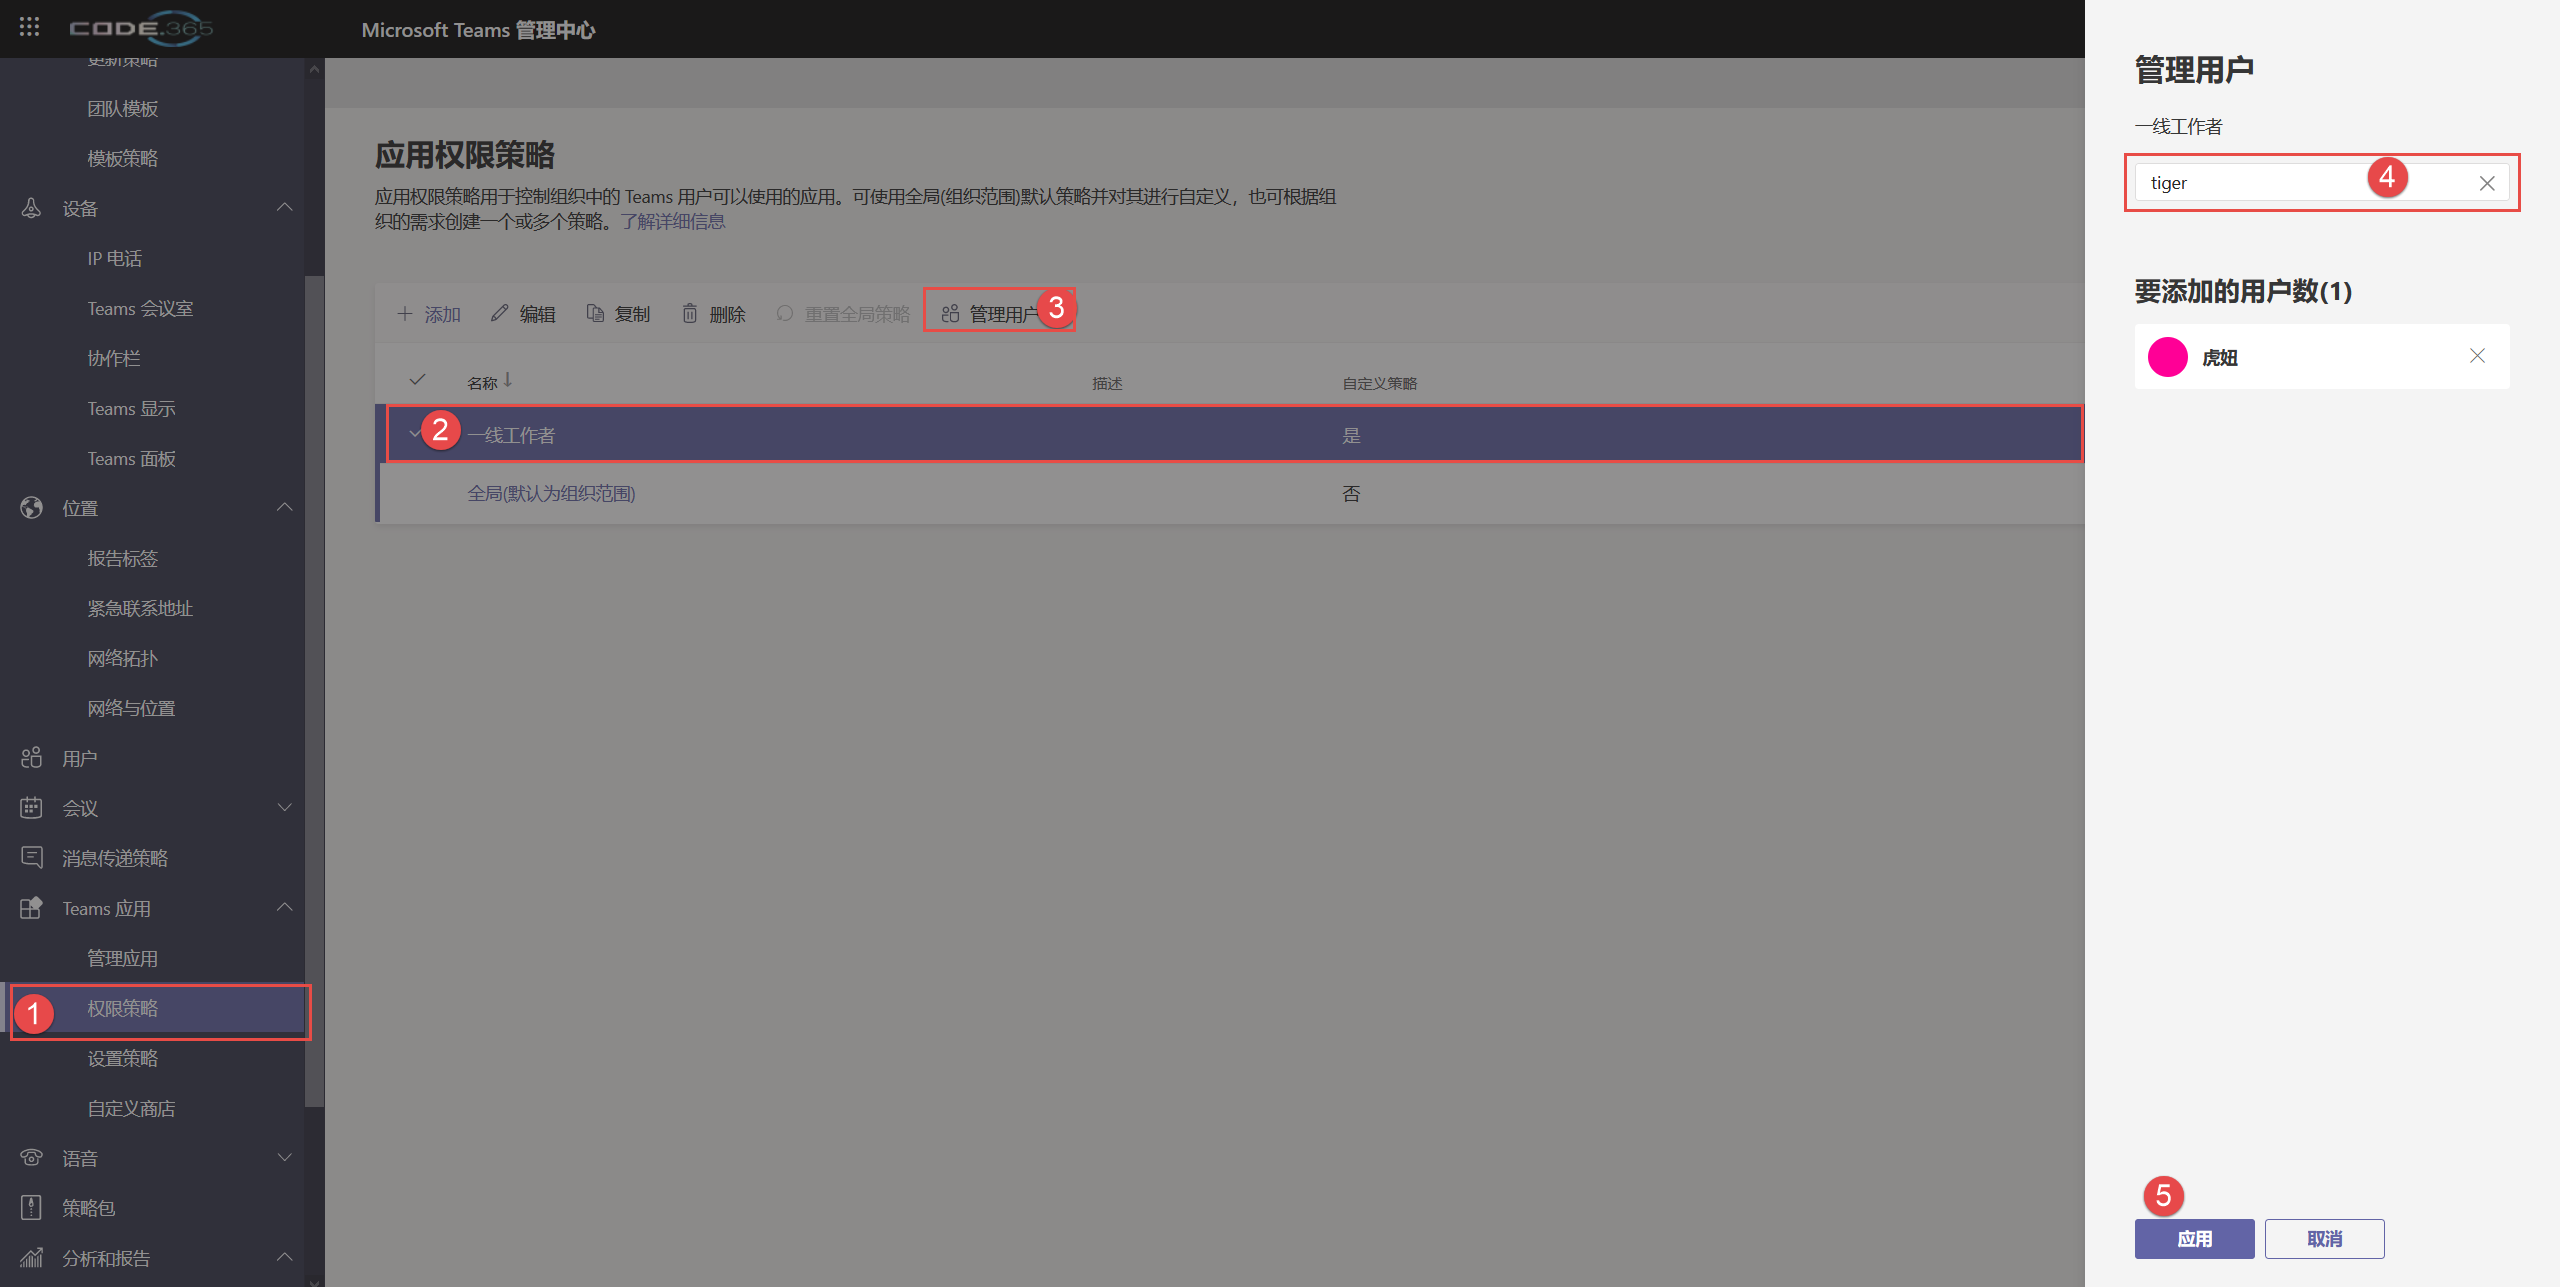 CODE.365
Microsoft Teams 管理中心
更新策略
团队模板
模板策略
设备
IP 电话
Teams 会议室
协作栏
Teams 显示
Teams 面板
位置
报告标签
紧急联系地址
网络拓扑
网络与位置
用户
会议
消息传递策略
Teams 应用
管理应用
1
权限策略
设置策略
自定义商店
语音
策略包
分析和报告
应用权限策略
应用权限策略用于控制组织中的 Teams 用户可以使用的应用。可使用全局(组织范围)默认策略并对其进行自定义，也可根据组
织的需求创建一个或多个策略。了解详细信息
添加 编辑 复制 删除 重置全局策略 管理用户 3
名称 描述 自定义策略
2 一线工作者 是
全局(默认为组织范围) 否
管理用户
一线工作者
tiger 4
要添加的用户数(1)
虎妞
5
应用 取消